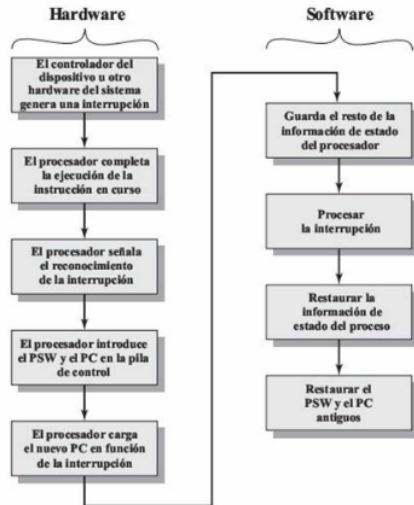 Hardware
El controlador del
dispositivo u otro
hardware del sistema
genera una interrupción
El procesador completa
la ejecución de la
instrucción en curso
El procesador señala
el reconocimiento
de la interrupción
El procesador introduce
el PSW y el PC en la pila
de control
El procesador carga
el nuevo PC en función
de la interrupción
Software
Guarda el resto de la
información de estado
del procesador
Procesar
la interrupción
Restaurar la
información de
estado del proceso
Restaurar el
PSW y el PC
antiguos